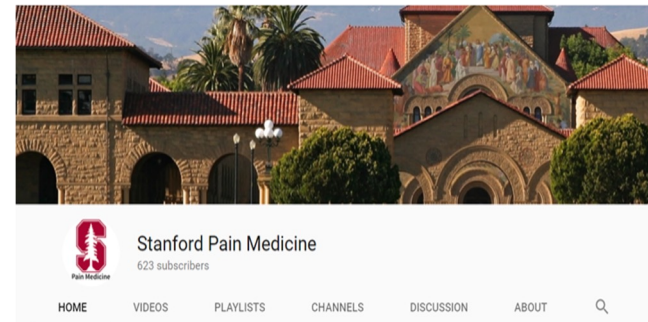 S
Pain Medicine
Stanford Pain Medicine
623 subscribers
HOME VIDEOS PLAYLISTS CHANNELS DISCUSSION ABOUT